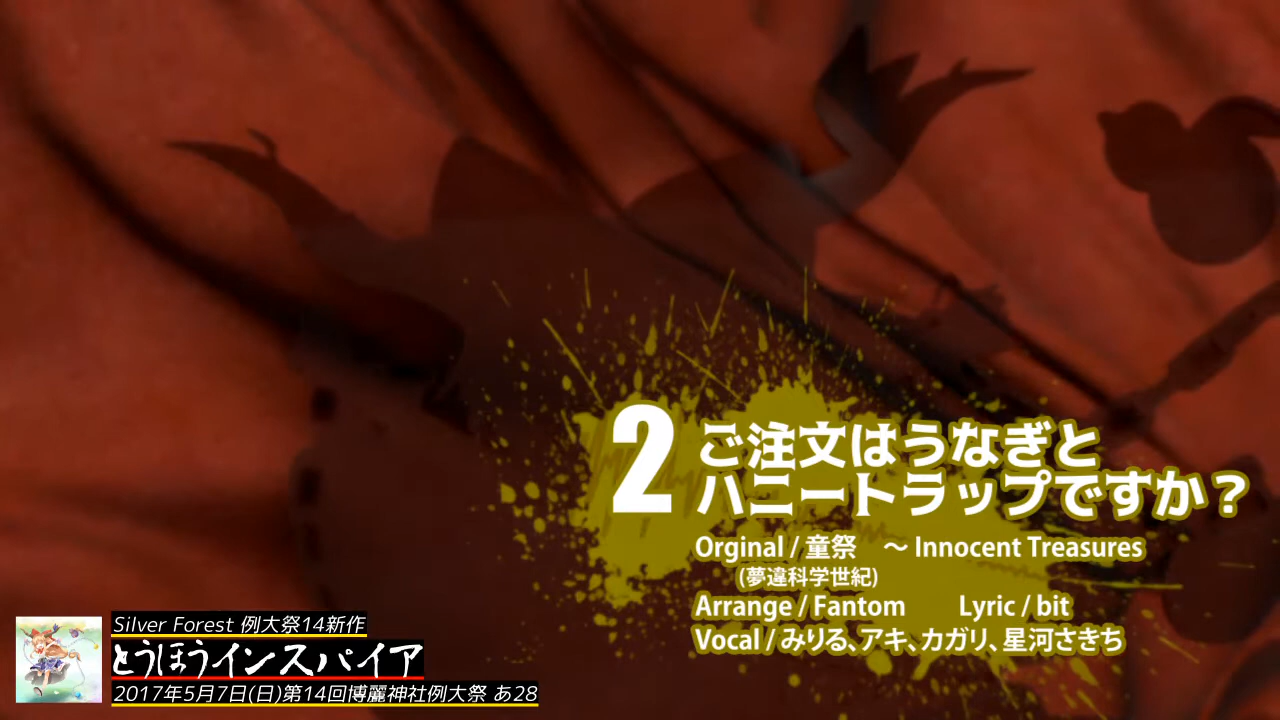 2 ご注文はうなぎと
ハニートラップですか？
Orginal / 童祭　～ Innocent Treasures
(夢違科学世紀)
Arrange / Fantom　　Lyric / bit
Vocal / みりる、アキ、カガリ、星河さきち
Silver Forest 例大祭14新作
とうほうインスパイア
2017年5月7日(日)第14回博麗神社例大祭 あ28